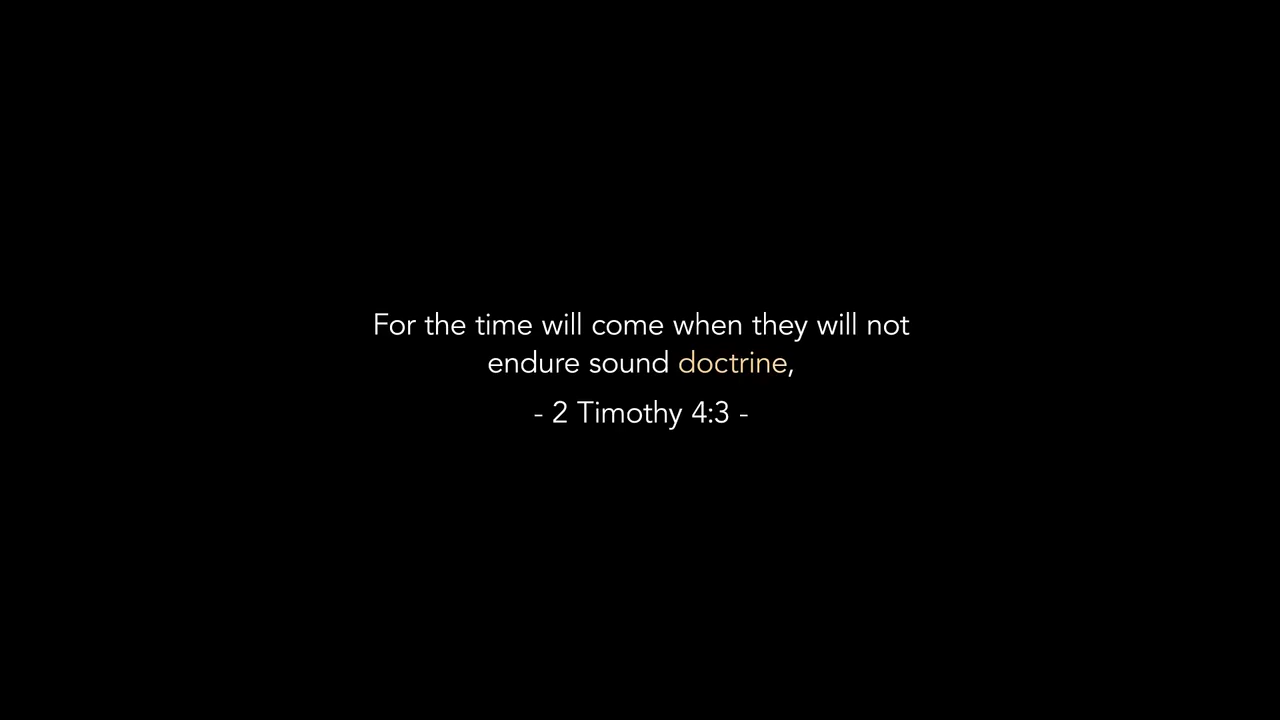 For the time will come when they will not
endure sound doctrine,
- 2 Timothy 4:3 -